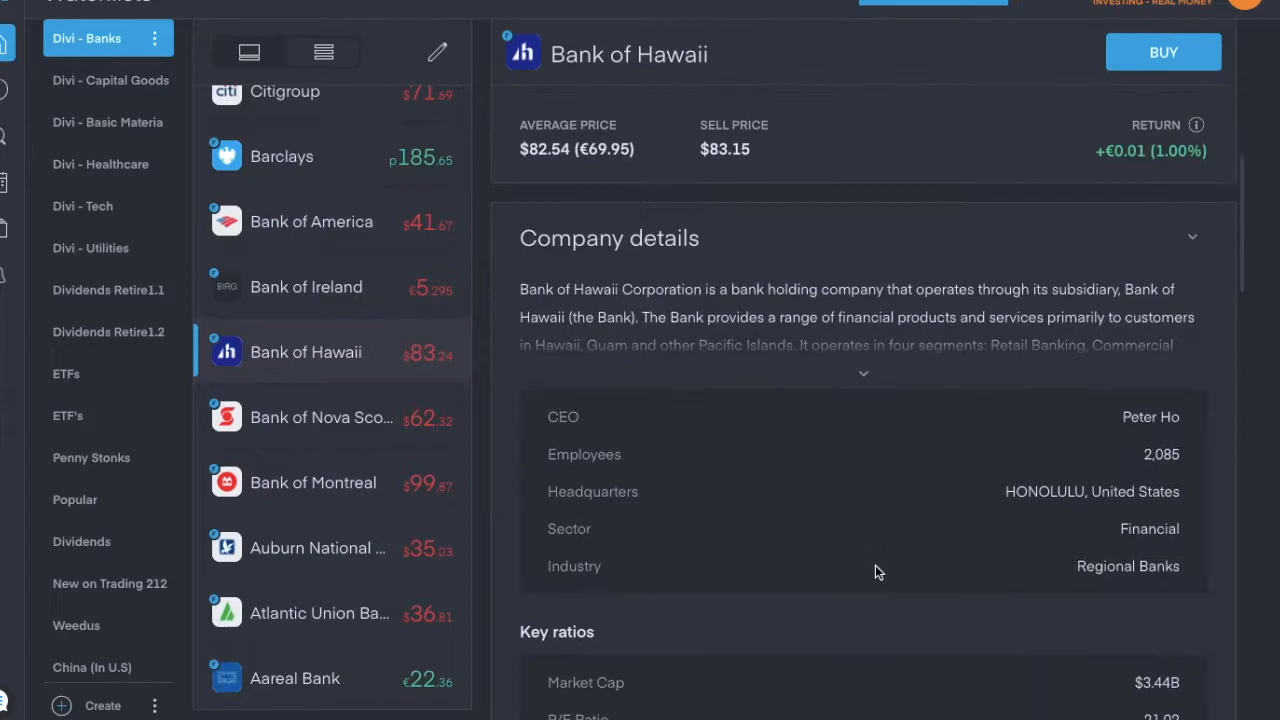 INVESTING - REAL MONEY
Divi - Banks
Divi - Capital Goods
Divi - Basic Materia
Divi - Healthcare
Divi - Tech
Divi - Utilities
Dividends Retire1.1
Dividends Retire1.2
ETFs
ETF's
Penny Stonks
Popular
Dividends
New on Trading 212
Weedus
China (In U.S)
Create
citi Citigroup $71.69
Barclays p185.65
Bank of America $41.67
BIRG Bank of Ireland €5.295
Bank of Hawaii $83.24
Bank of Nova Sco... $62.32
Bank of Montreal $99.87
Auburn National ... $35.03
Atlantic Union Ba... $36.81
Aareal Bank €22.36
Bank of Hawaii
BUY
AVERAGE PRICE SELL PRICE RETURN
$82.54 (€69.95) $83.15 +€0.01 (1.00%)
Company details
Bank of Hawaii Corporation is a bank holding company that operates through its subsidiary, Bank of
Hawaii (the Bank). The Bank provides a range of financial products and services primarily to customers
in Hawaii, Guam and other Pacific Islands. It operates in four segments: Retail Banking, Commercial
CEO Peter Ho
Employees 2,085
Headquarters HONOLULU, United States
Sector Financial
Industry Regional Banks
Key ratios
Market Cap $3.44B
P/E Ratio 21.02